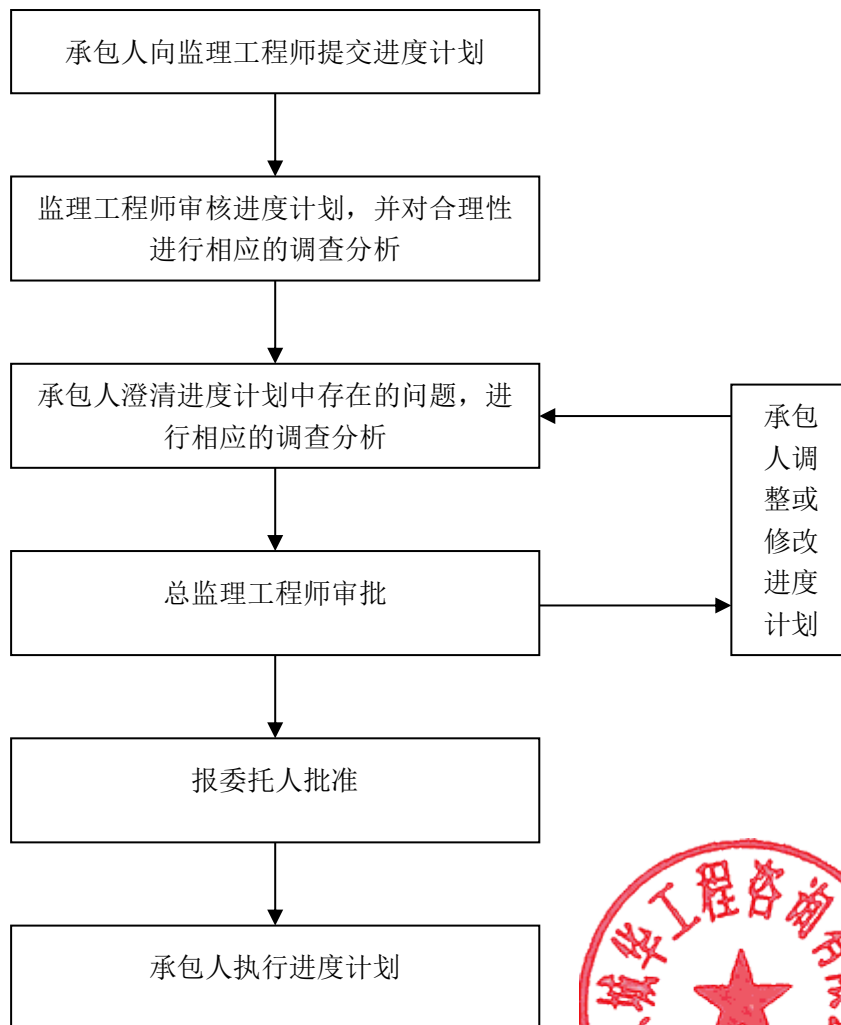 承包人向监理工程师提交进度计划
监理工程师审核进度计划，并对合理性
进行相应的调查分析
承包人澄清进度计划中存在的问题，进
行相应的调查分析
承包
人调
整或
修改
进度
计划
总监理工程师审批
报委托人批准
承包人执行进度计划
城华工程咨询有限